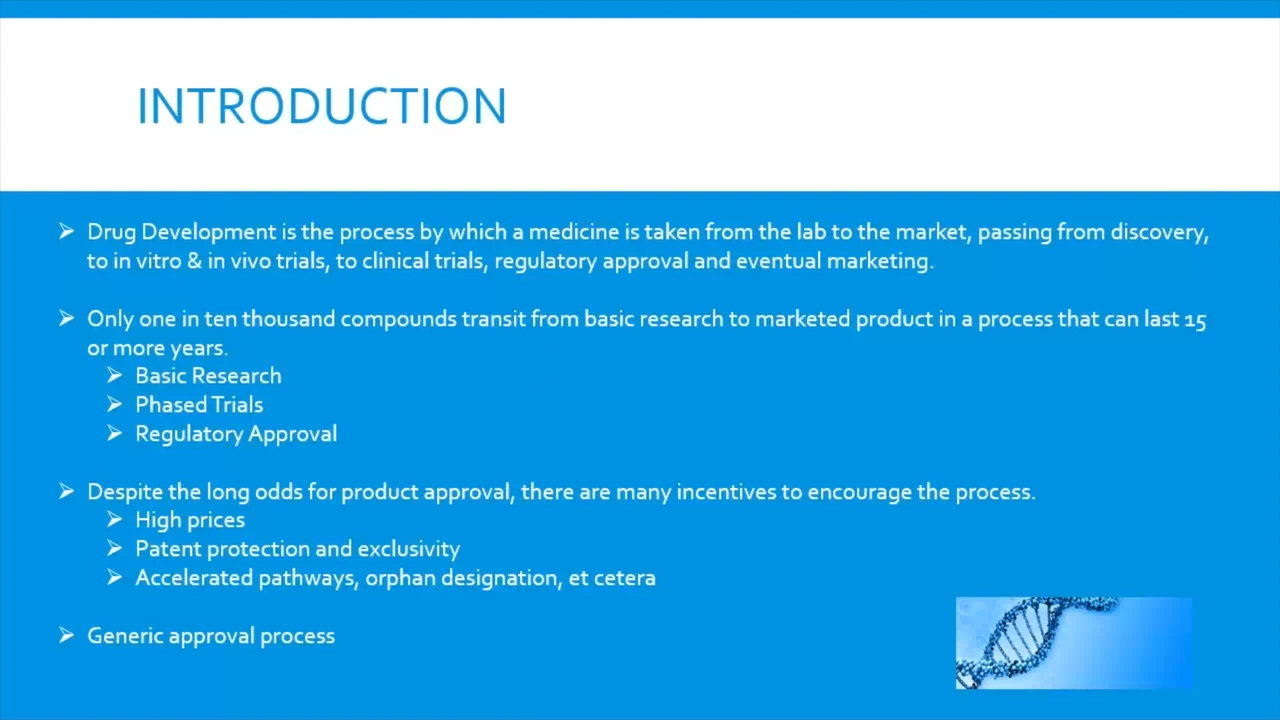 INTRODUCTION
➢ Drug Development is the process by which a medicine is taken from the lab to the market, passing from discovery,
to in vitro & in vivo trials, to clinical trials, regulatory approval and eventual marketing.
➢ Only one in ten thousand compounds transit from basic research to marketed product in a process that can last 15
or more years.
➢ Basic Research
➢ Phased Trials
➢ Regulatory Approval
➢ Despite the long odds for product approval, there are many incentives to encourage the process.
➢ High prices
➢ Patent protection and exclusivity
➢ Accelerated pathways, orphan designation, et cetera
➢ Generic approval process